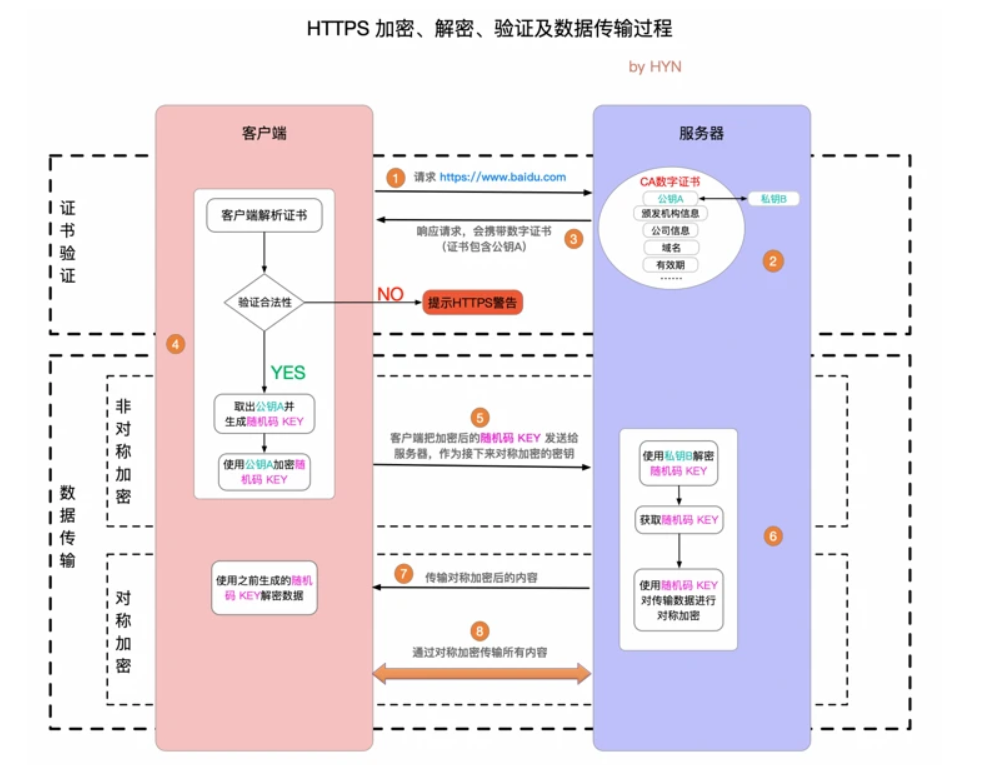 HTTPS 加密、解密、验证及数据传输过程
by HYN
客户端
服务器
证
书
验
证
1
请求 https://www.baidu.com
CA数字证书
公钥A
私钥B
颁发机构信息
公司信息
域名
有效期
......
2
3
响应请求，会携带数字证书
（证书包含公钥A）
客户端解析证书
验证合法性
NO
提示HTTPS警告
4
YES
数
据
传
输
非
对
称
加
密
取出公钥A并
生成随机码 KEY
使用公钥A加密随
机码 KEY
5
客户端把加密后的随机码 KEY 发送给
服务器，作为接下来对称加密的密钥
使用私钥B解密
随机码 KEY
获取随机码 KEY
6
使用随机码 KEY
对传输数据进行
对称加密
对
称
加
密
7
传输对称加密后的内容
使用之前生成的随机
码 KEY解密数据
8
通过对称加密传输所有内容